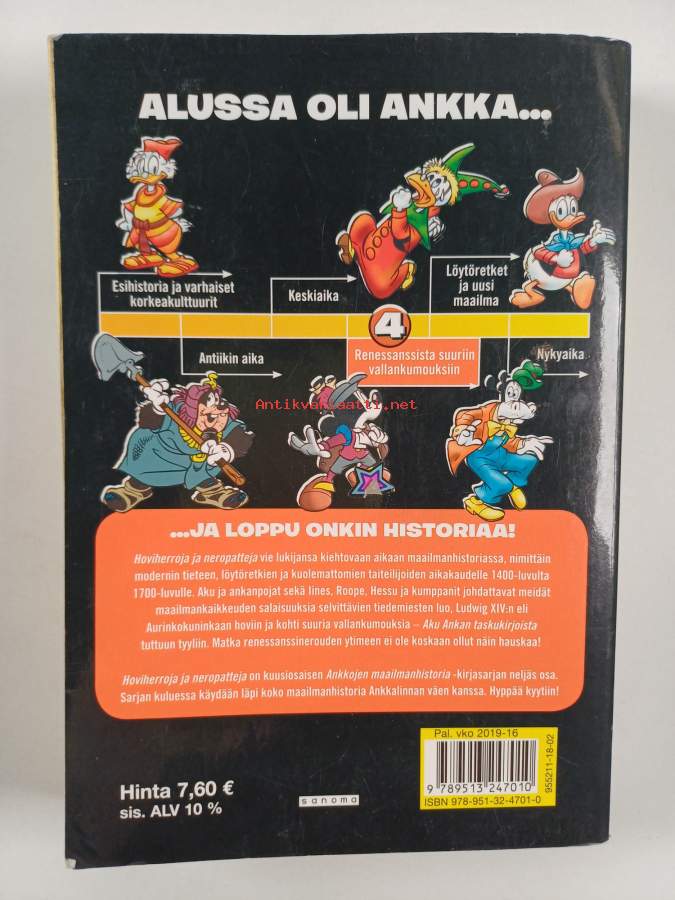 ALUSSA OLI ANKKA...
Esihistoria ja varhaiset
korkeakulttuurit
Keskiaika
Löytöretket
ja uusi
maailma
4
Antiikin aika
Renessanssista suuriin
vallankumouksiin
Nykyaika
Antikvariaatti.net
...JA LOPPU ONKIN HISTORIAA!
Hoviherroja ja neropatteja vie lukijansa kiehtovaan aikaan maailmanhistoriassa, nimittäin
modernin tieteen, löytöretkien ja kuolemattomien taiteilijoiden aikakaudelle 1400-luvulta
1700-luvulle. Aku ja ankanpojat sekä Iines, Roope, Hessu ja kumppanit johdattavat meidät
maailmankaikkeuden salaisuuksia selvittävien tiedemiesten luo, Ludwig XIV:n eli
Aurinkokuninkaan hoviin ja kohti suuria vallankumouksia – Aku Ankan taskukirjoista
tuttuun tyyliin. Matka renessanssinerouden ytimeen ei ole koskaan ollut näin hauskaa!
Hoviherroja ja neropatteja on kuusiosaisen Ankkojen maailmanhistoria -kirjasarjan neljäs osa.
Sarjan kuluessa käydään läpi koko maailmanhistoria Ankkalinnan väen kanssa. Hyppää kyytiin!
Hinta 7,60 €
sis. ALV 10 %
sanoma
Pal. vko 2019-16
9 789513 247010
ISBN 978-951-32-4701-0
955211-18-02